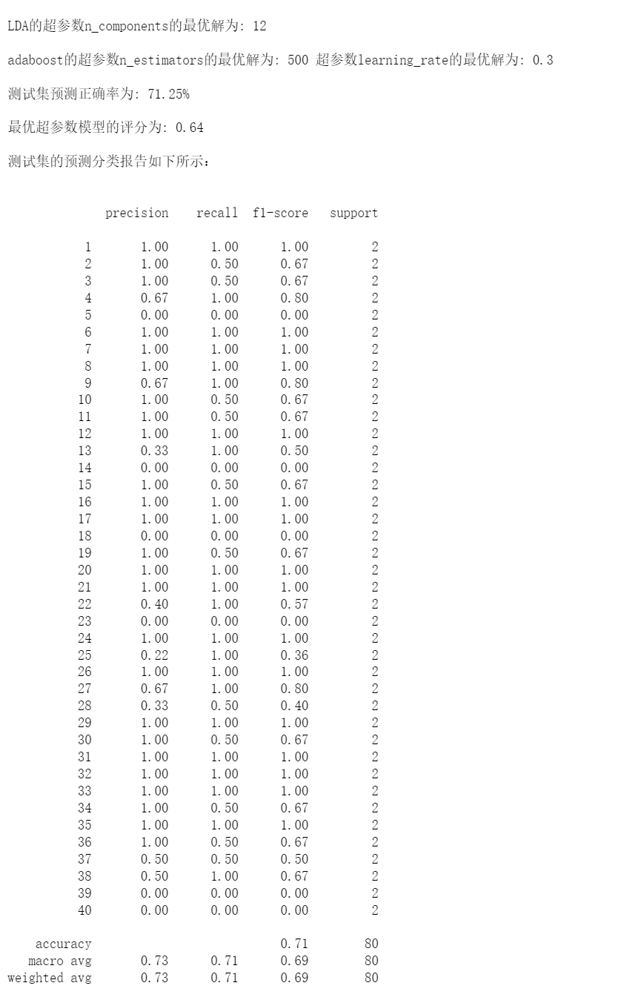 LDA的超参数n_components的最优解为: 12
adaboost的超参数n_estimators的最优解为: 500 超参数learning_rate的最优解为: 0.3
测试集预测正确率为: 71.25%
最优超参数模型的评分为: 0.64
测试集的预测分类报告如下所示:
precision recall f1-score support
1 1.00 1.00 1.00 2
2 1.00 0.50 0.67 2
3 1.00 0.50 0.67 2
4 0.67 1.00 0.80 2
5 0.00 0.00 0.00 2
6 1.00 1.00 1.00 2
7 1.00 1.00 1.00 2
8 1.00 1.00 1.00 2
9 0.67 1.00 0.80 2
10 1.00 0.50 0.67 2
11 1.00 0.50 0.67 2
12 1.00 1.00 1.00 2
13 0.33 1.00 0.50 2
14 0.00 0.00 0.00 2
15 1.00 0.50 0.67 2
16 1.00 1.00 1.00 2
17 1.00 1.00 1.00 2
18 0.00 0.00 0.00 2
19 1.00 0.50 0.67 2
20 1.00 1.00 1.00 2
21 1.00 1.00 1.00 2
22 0.40 1.00 0.57 2
23 0.00 0.00 0.00 2
24 1.00 1.00 1.00 2
25 0.22 1.00 0.36 2
26 1.00 1.00 1.00 2
27 0.67 1.00 0.80 2
28 0.33 0.50 0.40 2
29 1.00 1.00 1.00 2
30 1.00 0.50 0.67 2
31 1.00 1.00 1.00 2
32 1.00 1.00 1.00 2
33 1.00 1.00 1.00 2
34 1.00 0.50 0.67 2
35 1.00 1.00 1.00 2
36 1.00 0.50 0.67 2
37 0.50 0.50 0.50 2
38 0.50 1.00 0.67 2
39 0.00 0.00 0.00 2
40 0.00 0.00 0.00 2
accuracy 0.71 80
macro avg 0.73 0.71 0.69 80
weighted avg 0.73 0.71 0.69 80